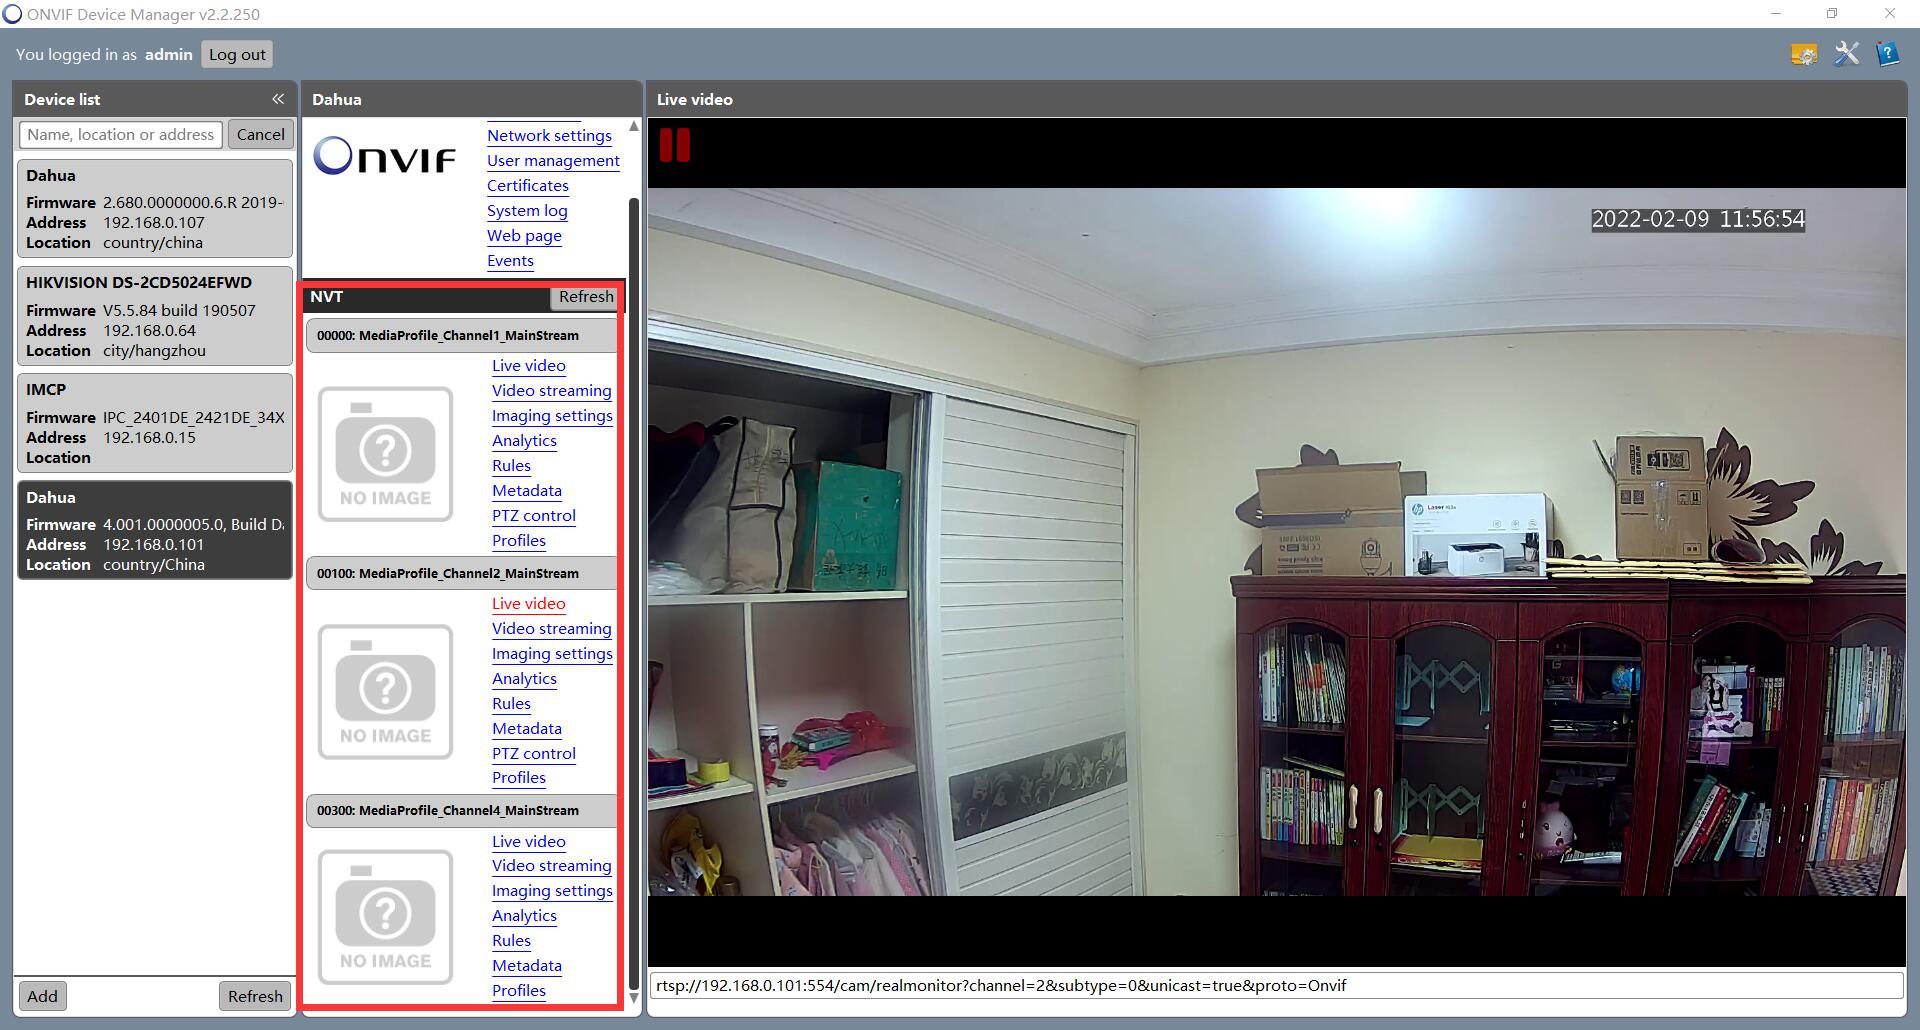 ONVIF Device Manager v2.2.250
You logged in as admin
Log out
Device list
Name, location or address
Cancel
Dahua
Firmware 2.680.0000000.6.R 2019-
Address 192.168.0.107
Location country/china
HIKVISION DS-2CD5024EFWD
Firmware V5.5.84 build 190507
Address 192.168.0.64
Location city/hangzhou
IMCP
Firmware IPC_2401DE_2421DE_34X
Address 192.168.0.15
Location
Dahua
Firmware 4.001.0000005.0, Build Da
Address 192.168.0.101
Location country/China
Add
Refresh
Dahua
ONVIF
Network settings
User management
Certificates
System log
Web page
Events
NVT
Refresh
00000: MediaProfile_Channel1_MainStream
NO IMAGE
Live video
Video streaming
Imaging settings
Analytics
Rules
Metadata
PTZ control
Profiles
00100: MediaProfile_Channel2_MainStream
NO IMAGE
Live video
Video streaming
Imaging settings
Analytics
Rules
Metadata
PTZ control
Profiles
00300: MediaProfile_Channel4_MainStream
NO IMAGE
Live video
Video streaming
Imaging settings
Analytics
Rules
Metadata
Profiles
Live video
2022-02-09 11:56:54
hp Laser
rtsp://192.168.0.101:554/cam/realmonitor?channel=2&subtype=0&unicast=true&proto=Onvif